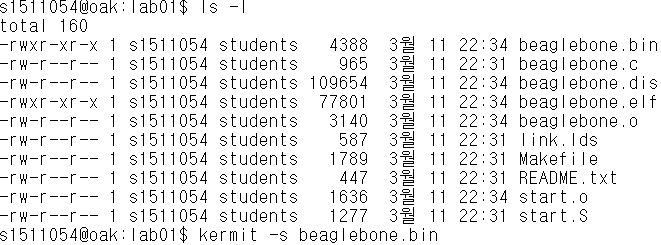 s1511054@oak:lab01$ ls -l
total 160
-rwxr-xr-x 1 s1511054 students   4388  3월 11 22:34 beaglebone.bin
-rw-r--r-- 1 s1511054 students    965  3월 11 22:31 beaglebone.c
-rw-r--r-- 1 s1511054 students 109654  3월 11 22:34 beaglebone.dis
-rwxr-xr-x 1 s1511054 students  77801  3월 11 22:34 beaglebone.elf
-rw-r--r-- 1 s1511054 students   3140  3월 11 22:34 beaglebone.o
-rw-r--r-- 1 s1511054 students    587  3월 11 22:31 link.lds
-rw-r--r-- 1 s1511054 students   1789  3월 11 22:31 Makefile
-rw-r--r-- 1 s1511054 students    447  3월 11 22:31 README.txt
-rw-r--r-- 1 s1511054 students   1636  3월 11 22:34 start.o
-rw-r--r-- 1 s1511054 students   1277  3월 11 22:31 start.S
s1511054@oak:lab01$ kermit -s beaglebone.bin